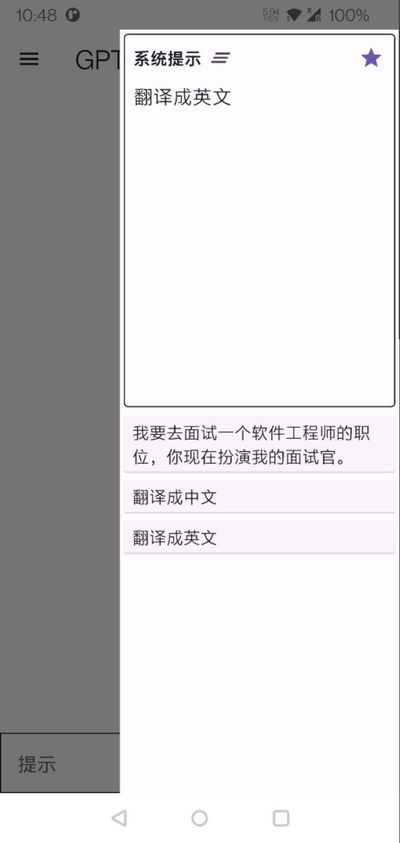 10:48
5.94
100%
GPT
系统提示
翻译成英文
我要去面试一个软件工程师的职
位，你现在扮演我的面试官。
翻译成中文
翻译成英文
提示